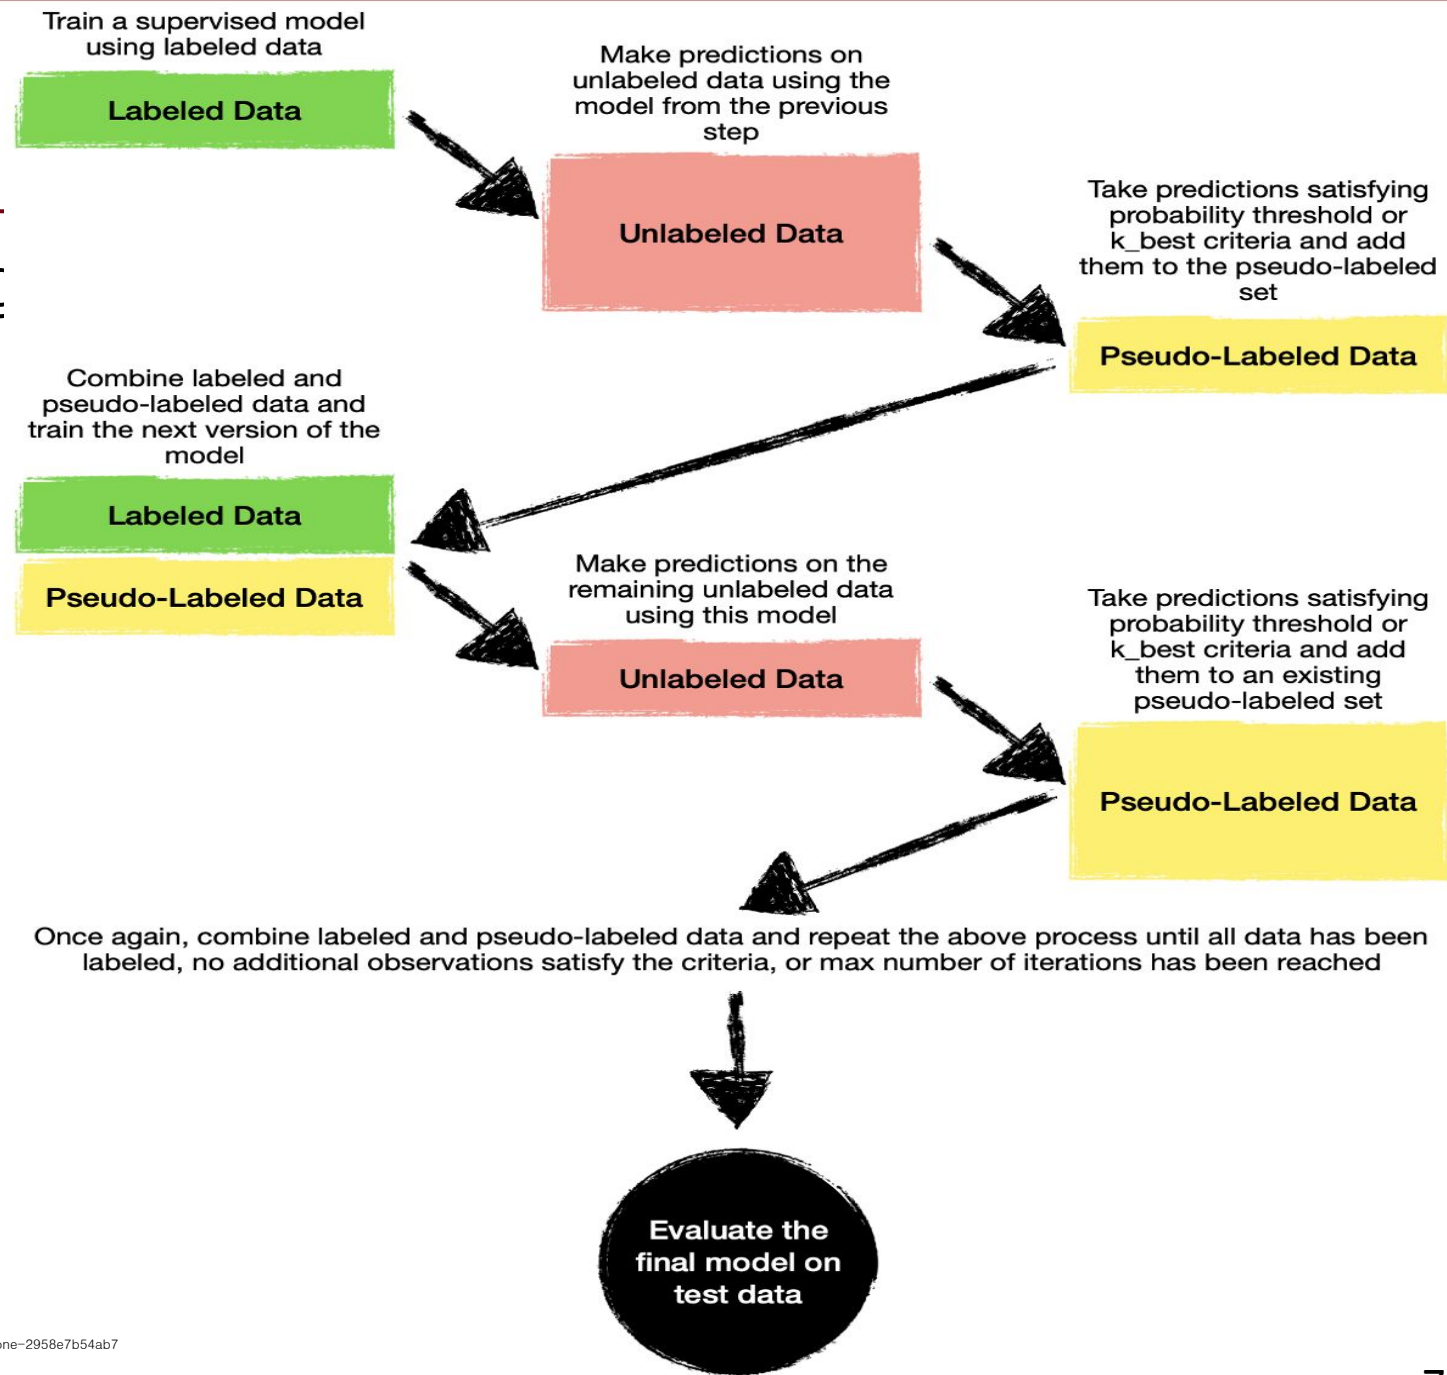 Train a supervised model
using labeled data
Labeled Data
Make predictions on
unlabeled data using the
model from the previous
step
Unlabeled Data
Take predictions satisfying
probability threshold or
k_best criteria and add
them to the pseudo-labeled
set
Pseudo-Labeled Data
Combine labeled and
pseudo-labeled data and
train the next version of the
model
Labeled Data
Pseudo-Labeled Data
Make predictions on the
remaining unlabeled data
using this model
Unlabeled Data
Take predictions satisfying
probability threshold or
k_best criteria and add
them to an existing
pseudo-labeled set
Pseudo-Labeled Data
Once again, combine labeled and pseudo-labeled data and repeat the above process until all data has been
labeled, no additional observations satisfy the criteria, or max number of iterations has been reached
Evaluate the
final model on
test data
one-2958e7b54ab7